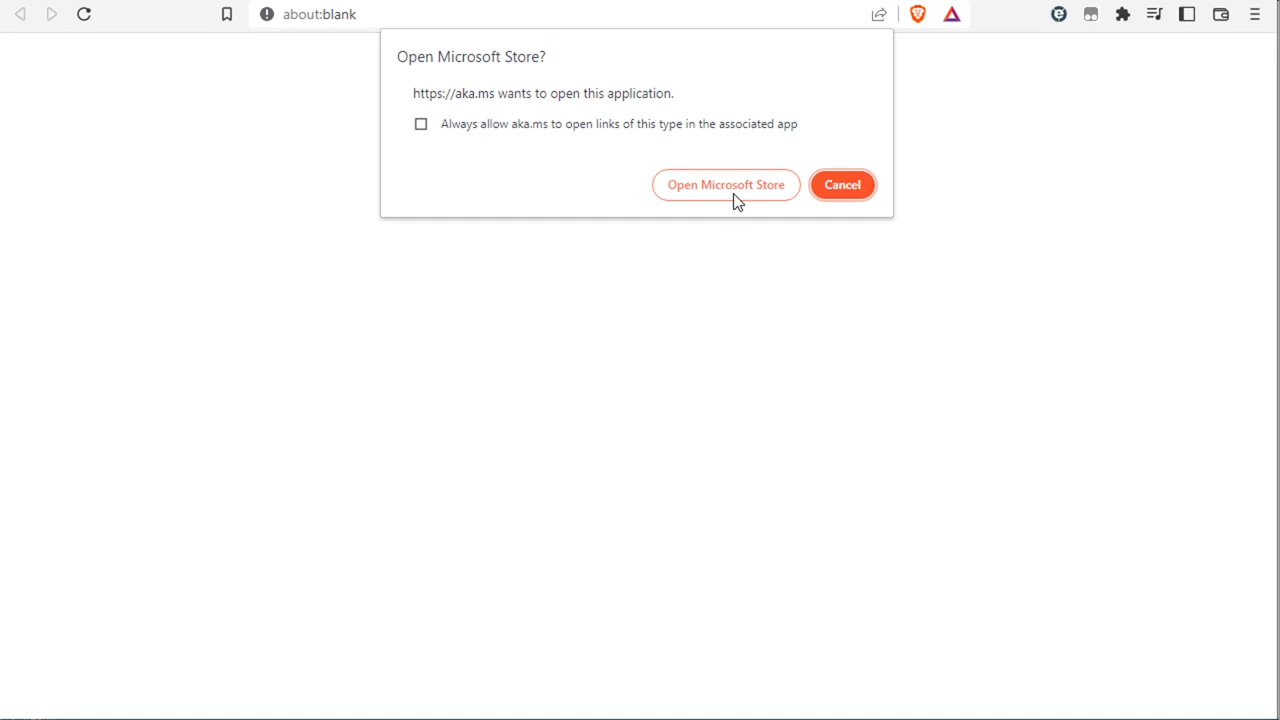 about:blank
Open Microsoft Store?
https://aka.ms wants to open this application.
Always allow aka.ms to open links of this type in the associated app
Open Microsoft Store
Cancel